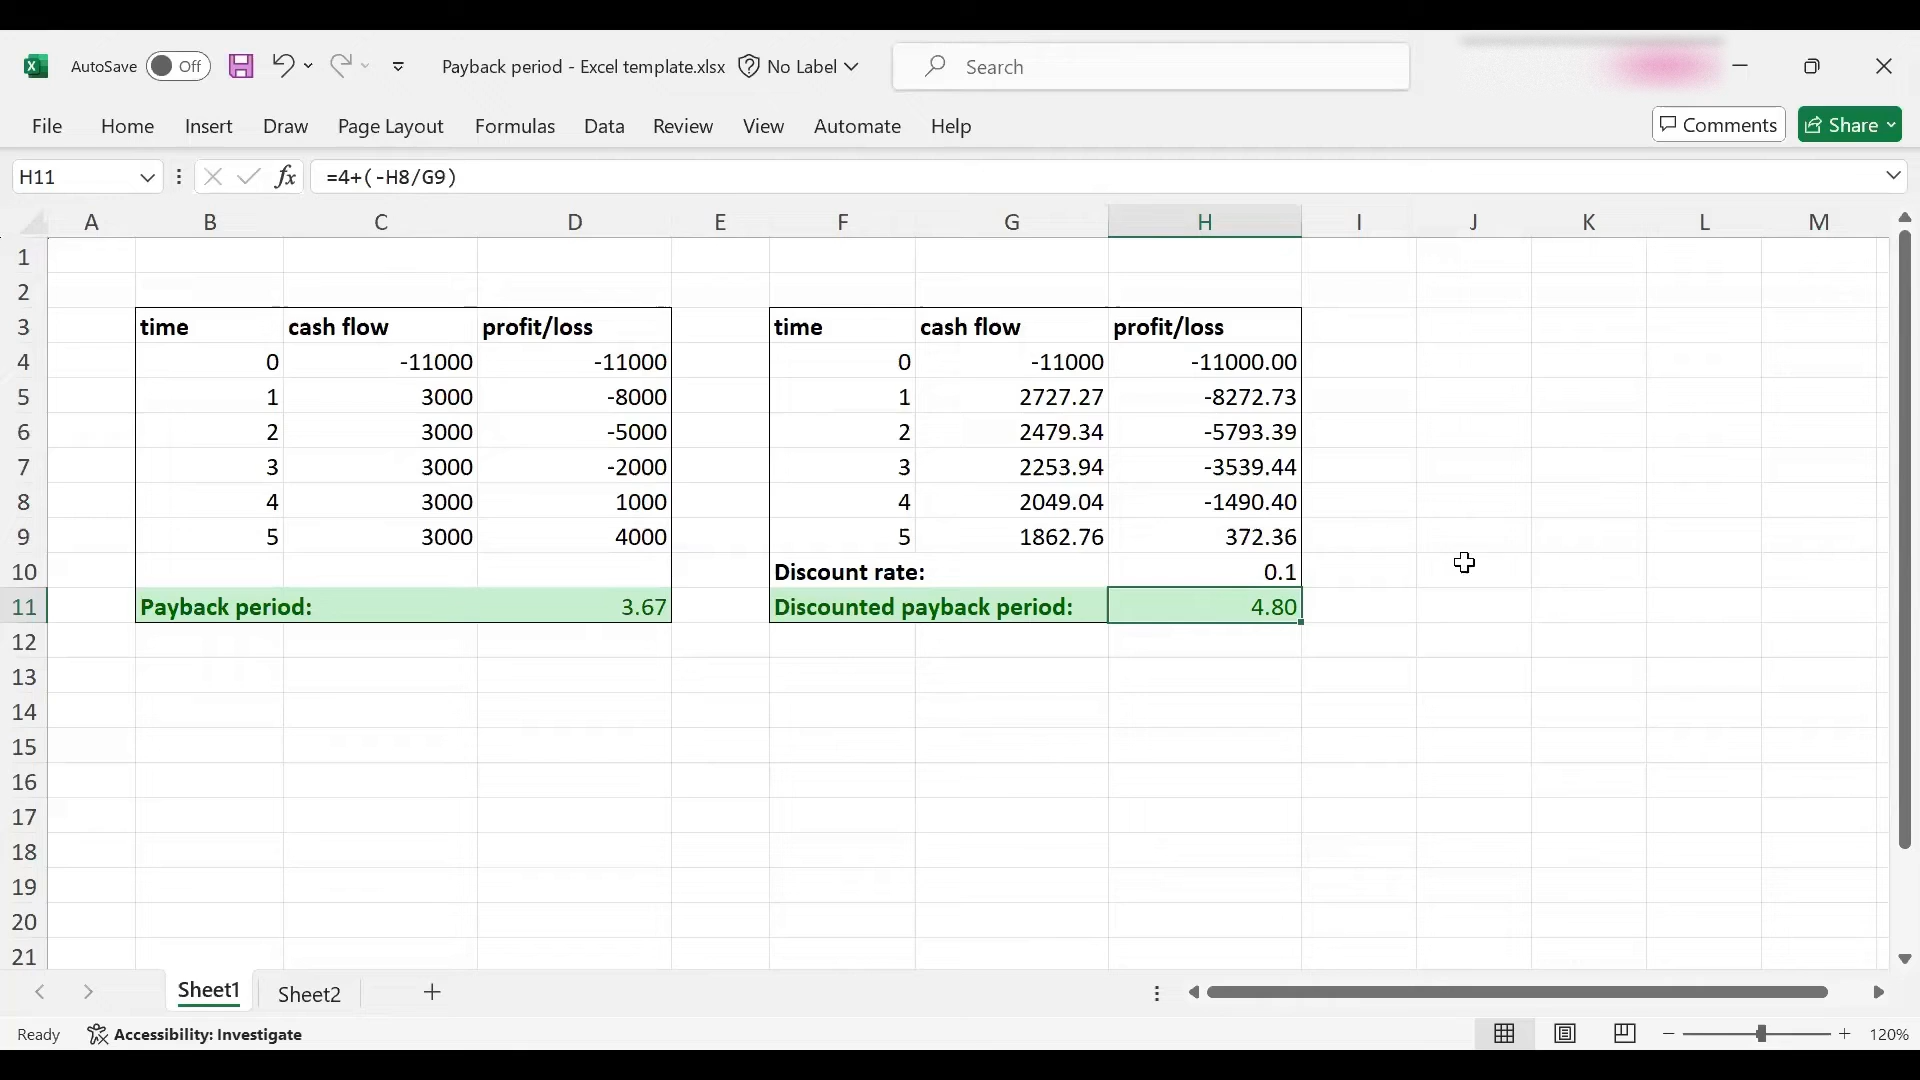 AutoSave Off Payback period - Excel template.xlsx No Label Search
File Home Insert Draw Page Layout Formulas Data Review View Automate Help Comments Share
H11 fx =4+(-H8/G9)
A B C D E F G H I J K L M
1
2
3 time cash flow profit/loss time cash flow profit/loss
4 0 -11000 -11000 0 -11000 -11000.00
5 1 3000 -8000 1 2727.27 -8272.73
6 2 3000 -5000 2 2479.34 -5793.39
7 3 3000 -2000 3 2253.94 -3539.44
8 4 3000 1000 4 2049.04 -1490.40
9 5 3000 4000 5 1862.76 372.36
10 Discount rate: 0.1
11 Payback period: 3.67 Discounted payback period: 4.80
12
13
14
15
16
17
18
19
20
21
Sheet1 Sheet2
Ready Accessibility: Investigate 120%